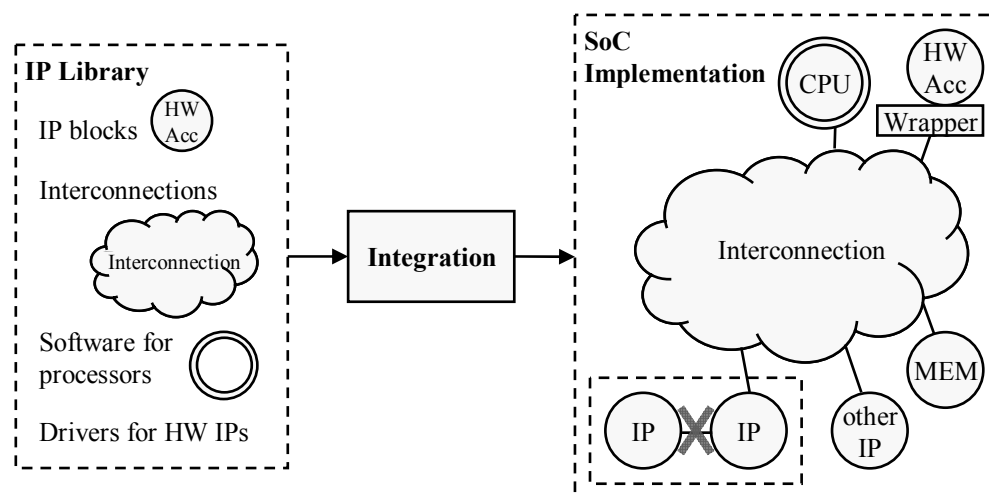 IP Library
IP blocks
HW
Acc
Interconnections
Interconnection
Software for
processors
Drivers for HW IPs
Integration
SoC
Implementation
CPU
HW
Acc
Wrapper
Interconnection
MEM
other
IP
IP
IP